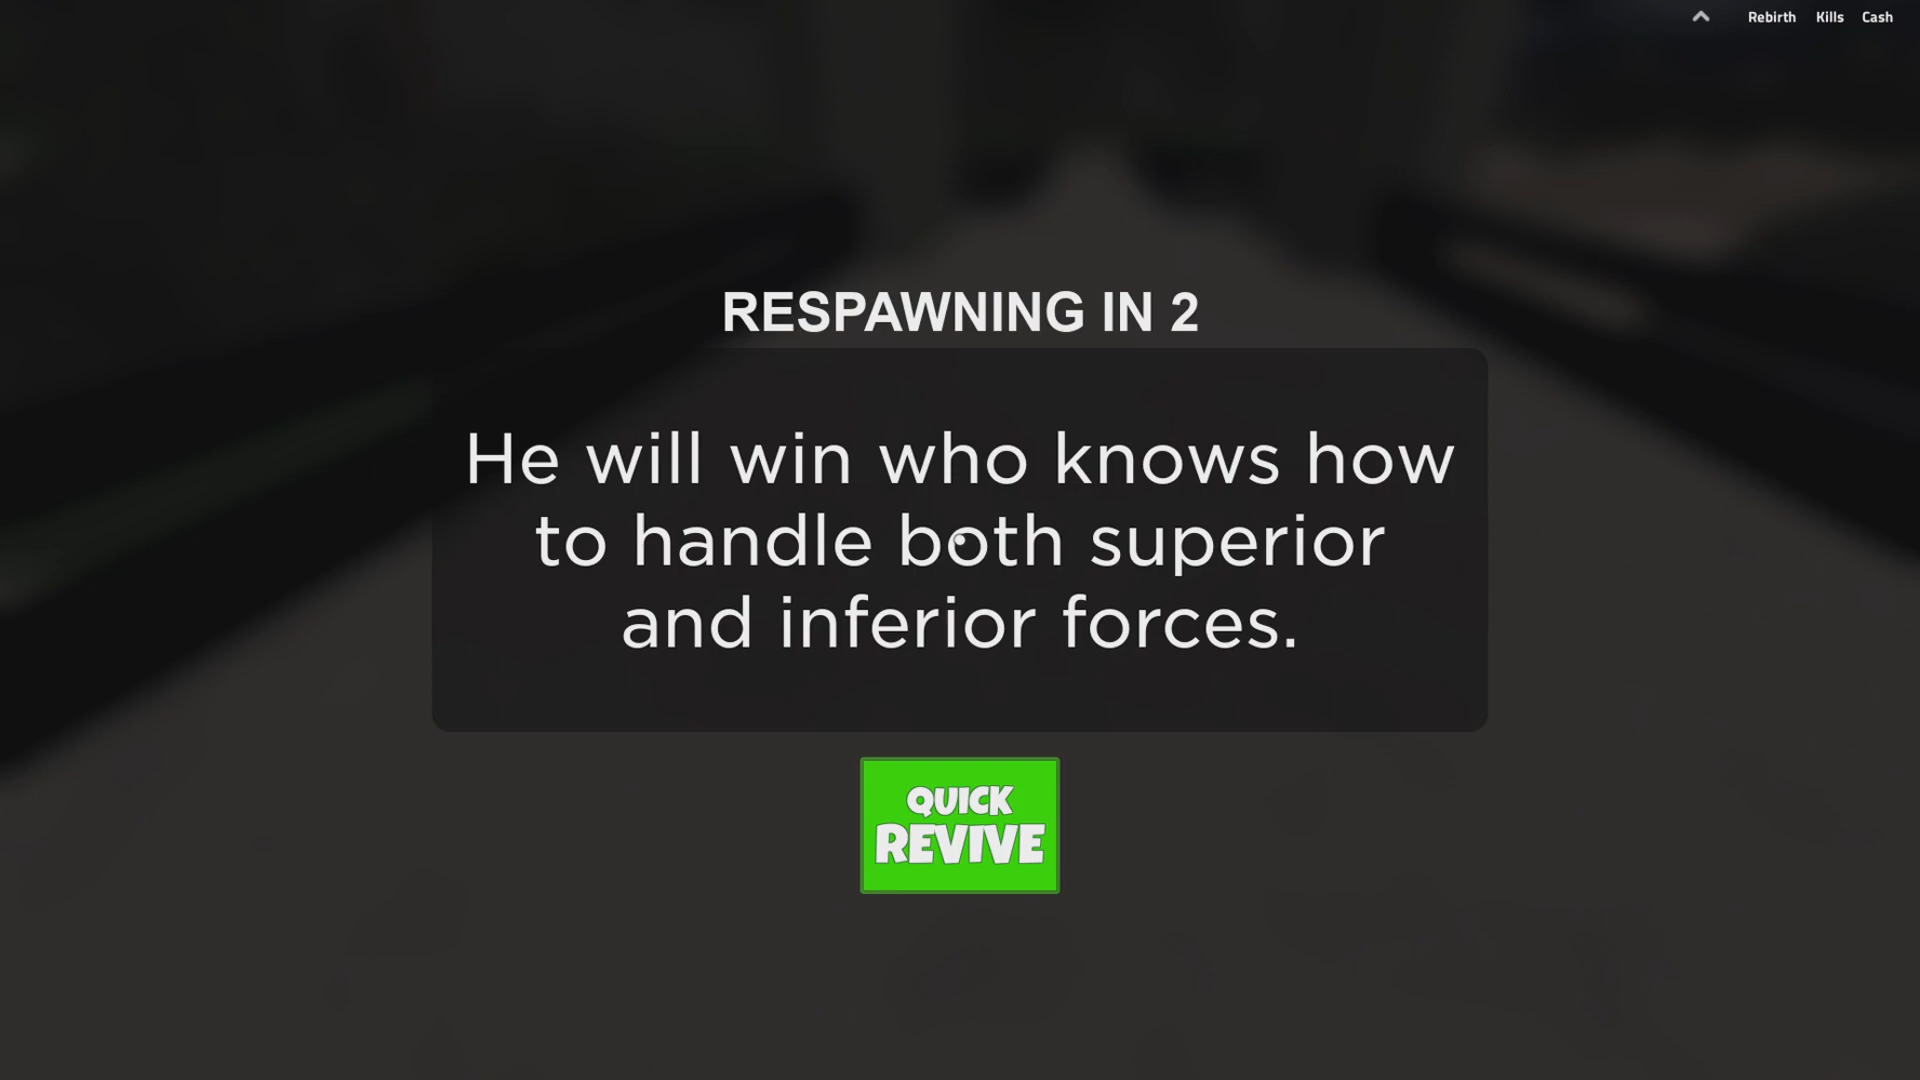 Rebirth Kills Cash
RESPAWNING IN 2
He will win who knows how
to handle both superior
and inferior forces.
QUICK
REVIVE